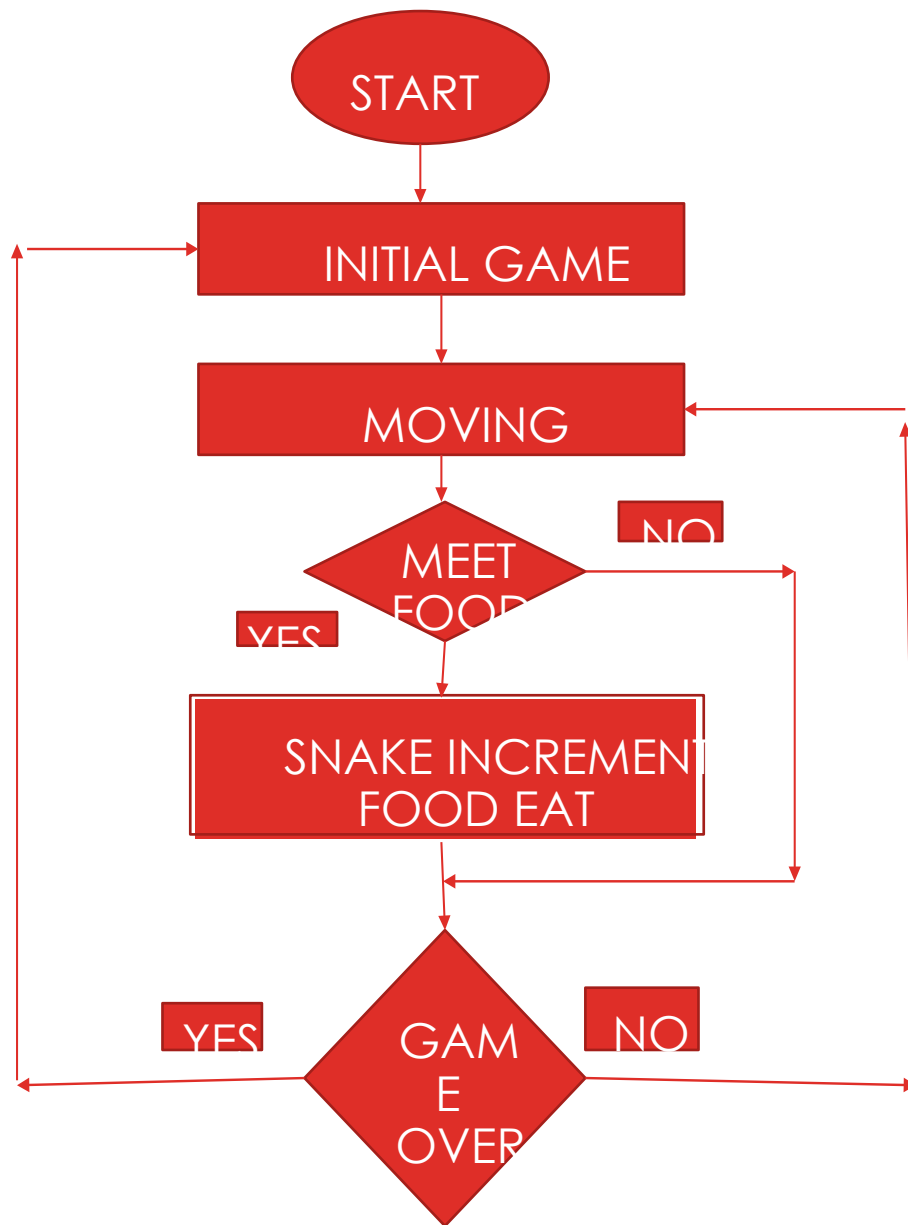 START
INITIAL GAME
MOVING
NO
MEET
FOOD
YES
SNAKE INCREMENT
FOOD EAT
YES
NO
GAM
E
OVER